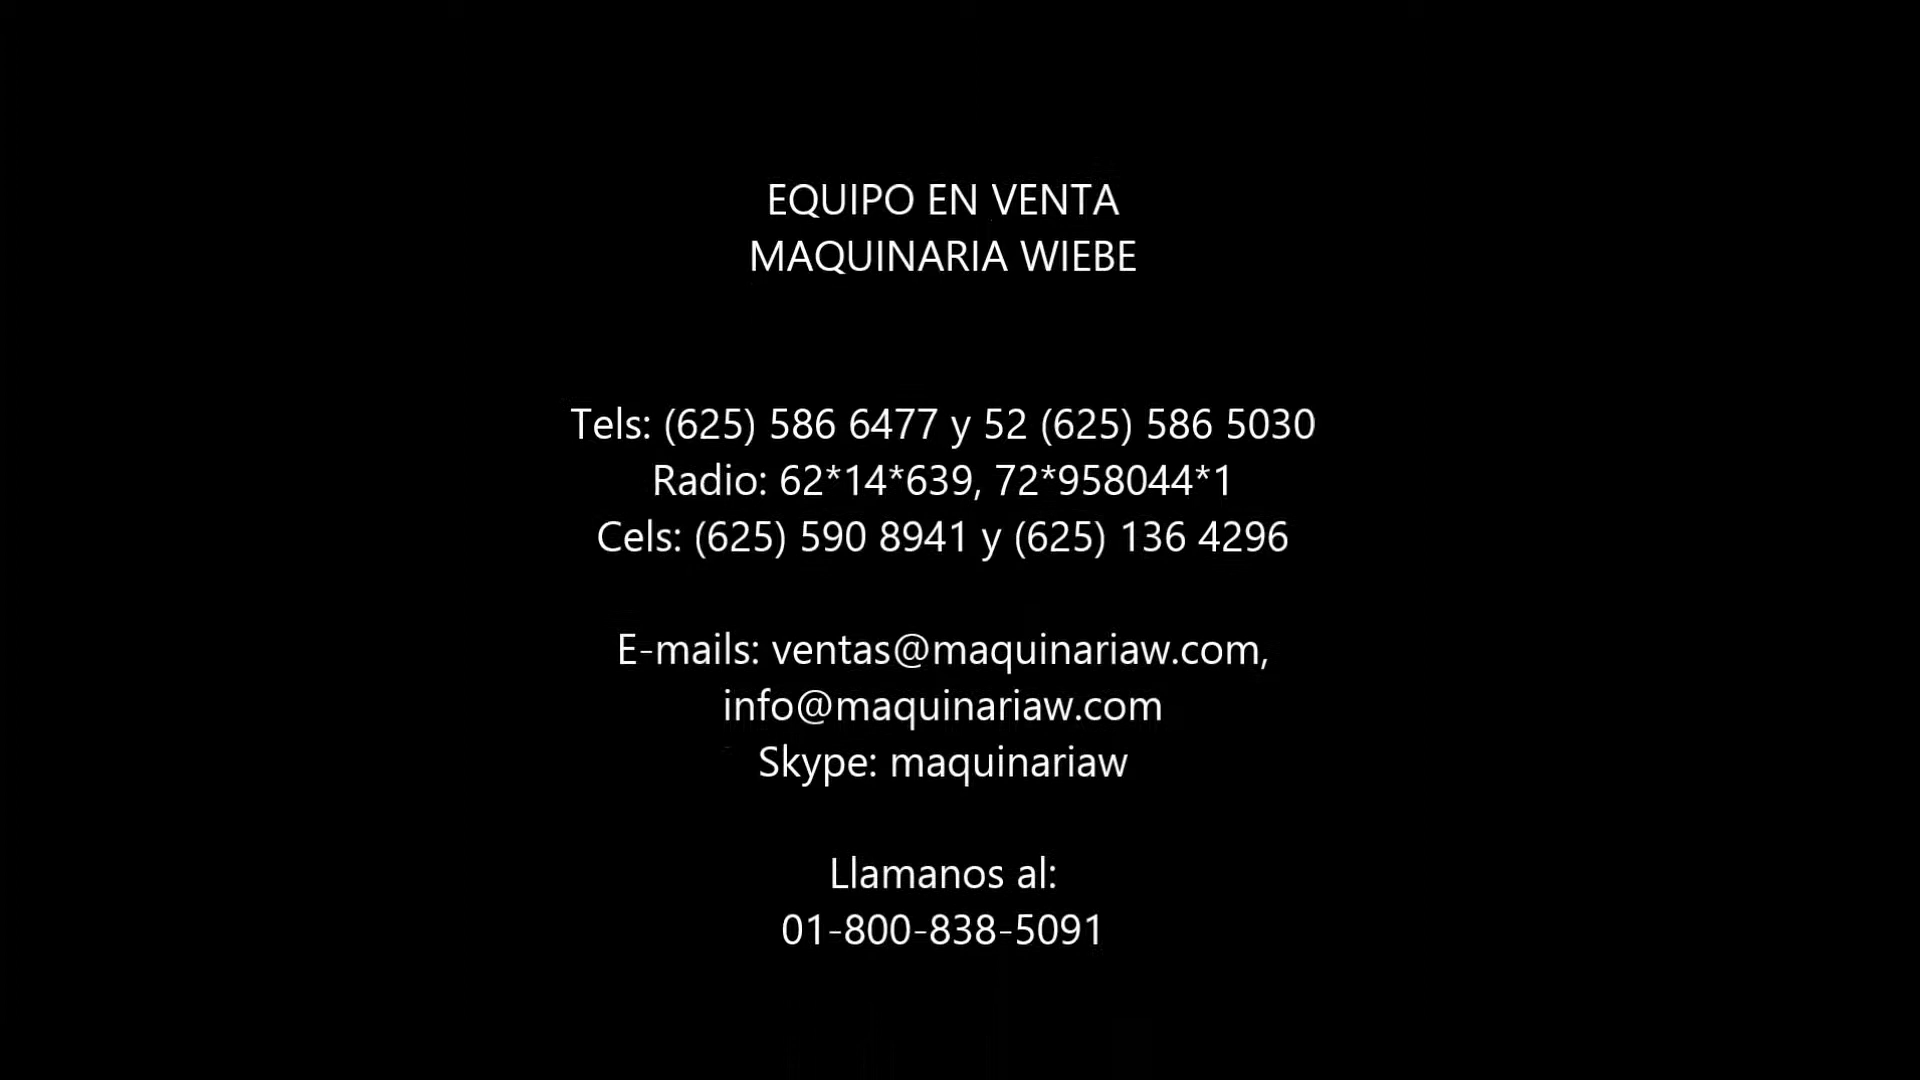 EQUIPO EN VENTA
MAQUINARIA WIEBE
Tels: (625) 586 6477 y 52 (625) 586 5030
Radio: 62*14*639, 72*958044*1
Cels: (625) 590 8941 y (625) 136 4296
E-mails: ventas@maquinariaw.com,
info@maquinariaw.com
Skype: maquinariaw
Llamanos al:
01-800-838-5091